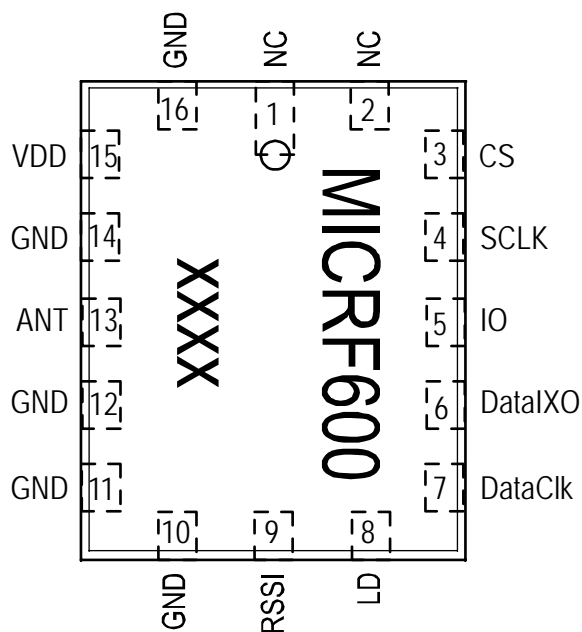 GND
NC
NC
16
1
2
VDD
15
3
CS
GND
14
4
SCLK
ANT
13
5
IO
GND
12
6
DataIXO
GND
11
7
DataClk
MICRF600
XXXX
10
9
8
GND
RSSI
LD